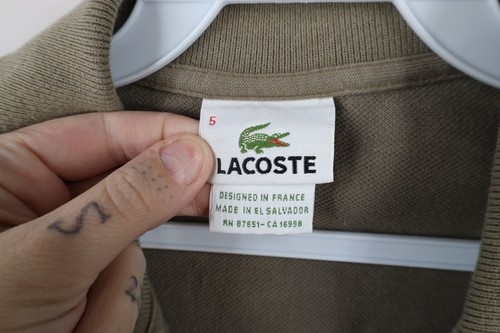 5
LACOSTE
DESIGNED IN FRANCE
MADE IN EL SALVADOR
RN 87651-CA 16998